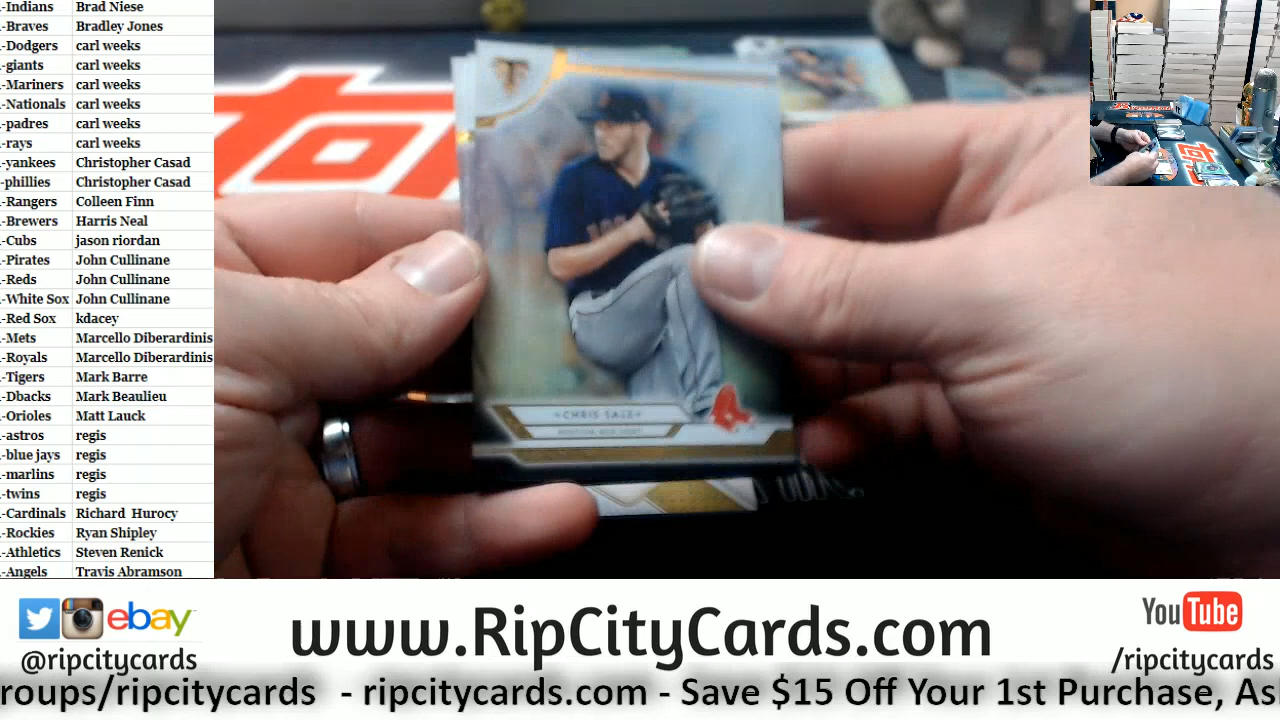 -Indians Brad Niese
-Braves Bradley Jones
-Dodgers carl weeks
-giants carl weeks
-Mariners carl weeks
-Nationals carl weeks
-padres carl weeks
-rays carl weeks
-yankees Christopher Casad
-phillies Christopher Casad
-Rangers Colleen Finn
-Brewers Harris Neal
-Cubs jason riordan
-Pirates John Cullinane
-Reds John Cullinane
-White Sox John Cullinane
-Red Sox kdacey
-Mets Marcello Diberardinis
-Royals Marcello Diberardinis
-Tigers Mark Barre
-Dbacks Mark Beaulieu
-Orioles Matt Lauck
-astros regis
-blue jays regis
-marlins regis
-twins regis
-Cardinals Richard Hurocy
-Rockies Ryan Shipley
-Athletics Steven Renick
-Angels Travis Abramson
CHRIS SALE
BOSTON RED SOX
ebay
@ripcitycards
www.RipCityCards.com
YouTube
/ripcitycards
roups/ripcitycards - ripcitycards.com - Save $15 Off Your 1st Purchase, As